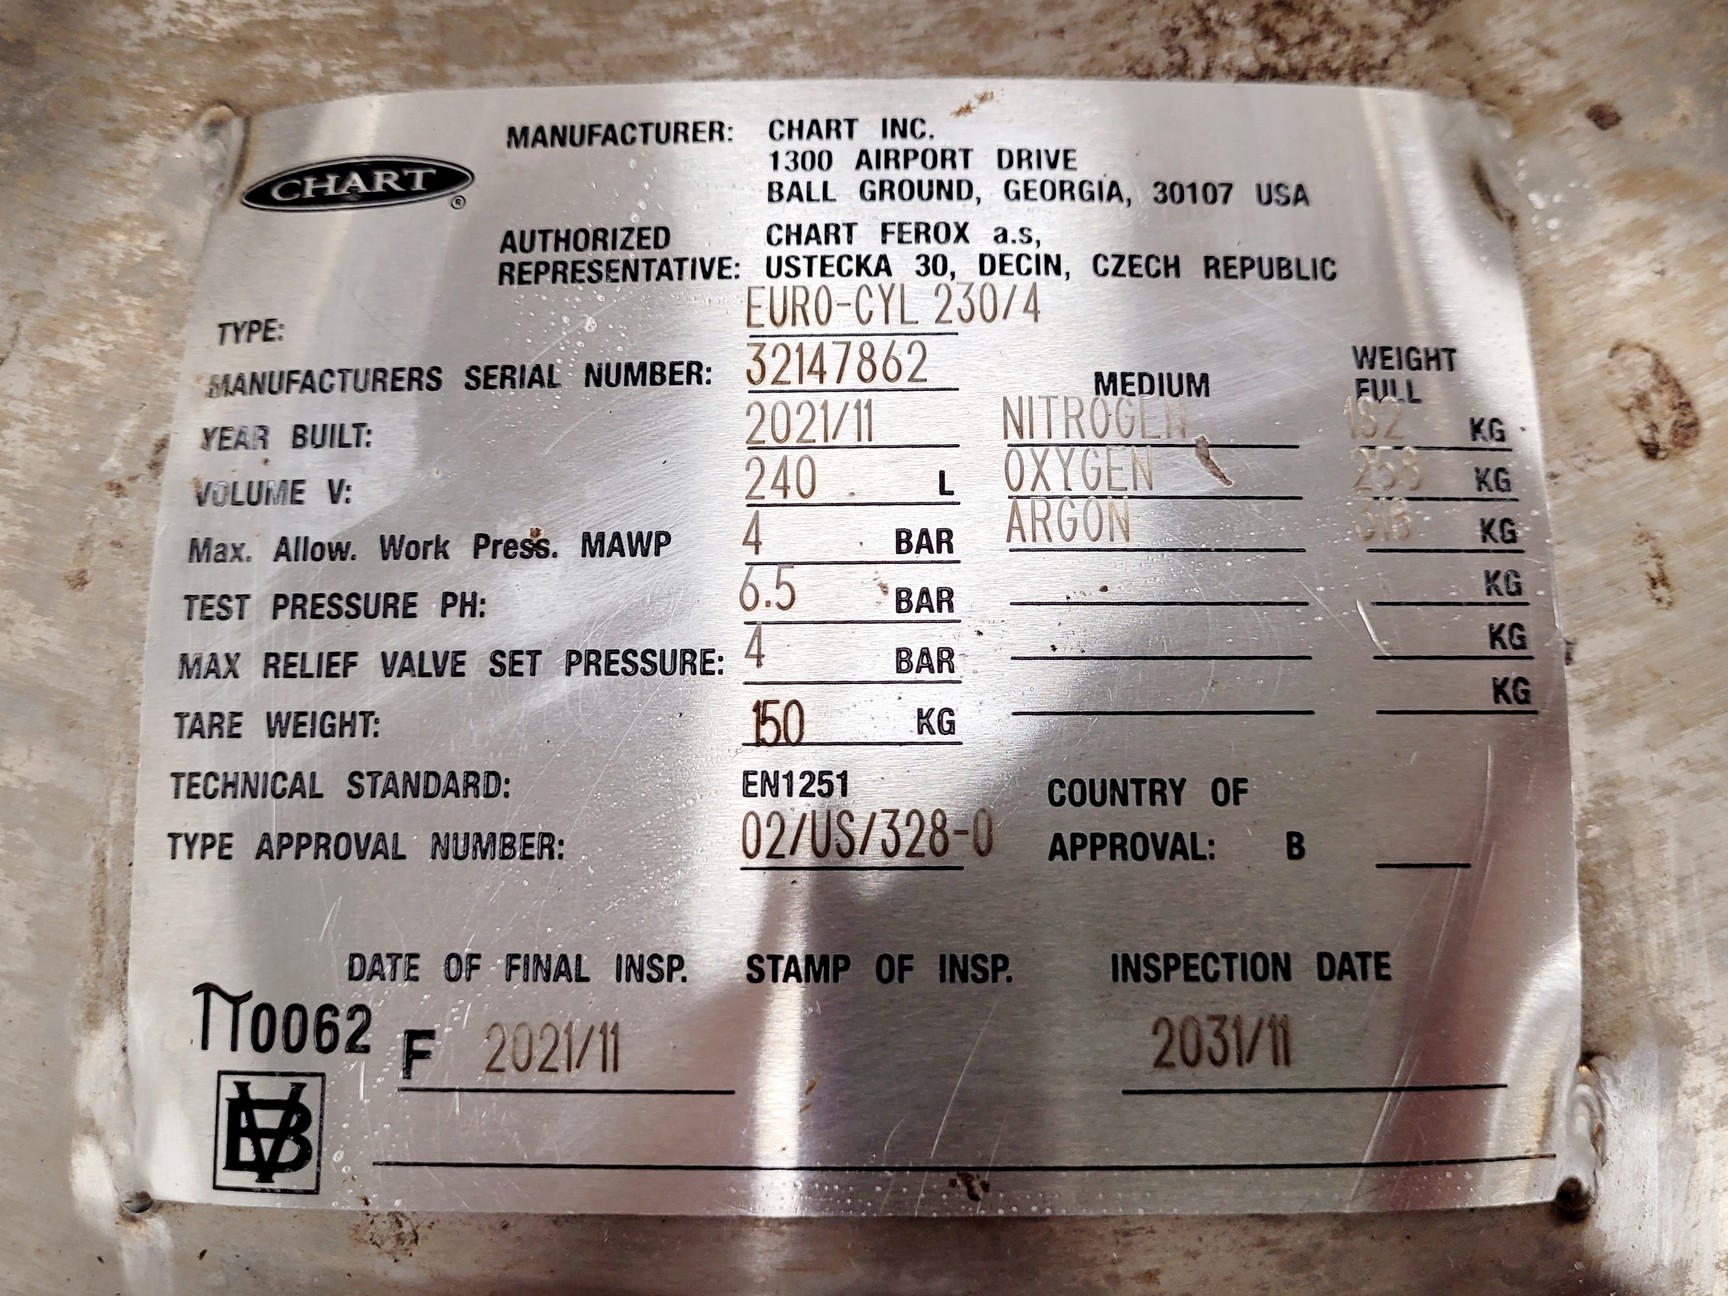 CHART ®
MANUFACTURER: CHART INC.
1300 AIRPORT DRIVE
BALL GROUND, GEORGIA, 30107 USA
AUTHORIZED REPRESENTATIVE: CHART FEROX a.s,
USTECKA 30, DECIN, CZECH REPUBLIC
TYPE: EURO-CYL 230/4
MANUFACTURERS SERIAL NUMBER: 32147862
YEAR BUILT: 2021/11
VOLUME V: 240 L
Max. Allow. Work Press. MAWP 4 BAR
TEST PRESSURE PH: 6.5 BAR
MAX RELIEF VALVE SET PRESSURE: 4 BAR
TARE WEIGHT: 150 KG
MEDIUM WEIGHT FULL
NITROGEN KG
OXYGEN 258 KG
ARGON KG
KG
KG
KG
TECHNICAL STANDARD: EN1251
TYPE APPROVAL NUMBER: 02/US/328-0
COUNTRY OF
APPROVAL: B
DATE OF FINAL INSP. STAMP OF INSP. INSPECTION DATE
0062 F 2021/11 2031/11
BV